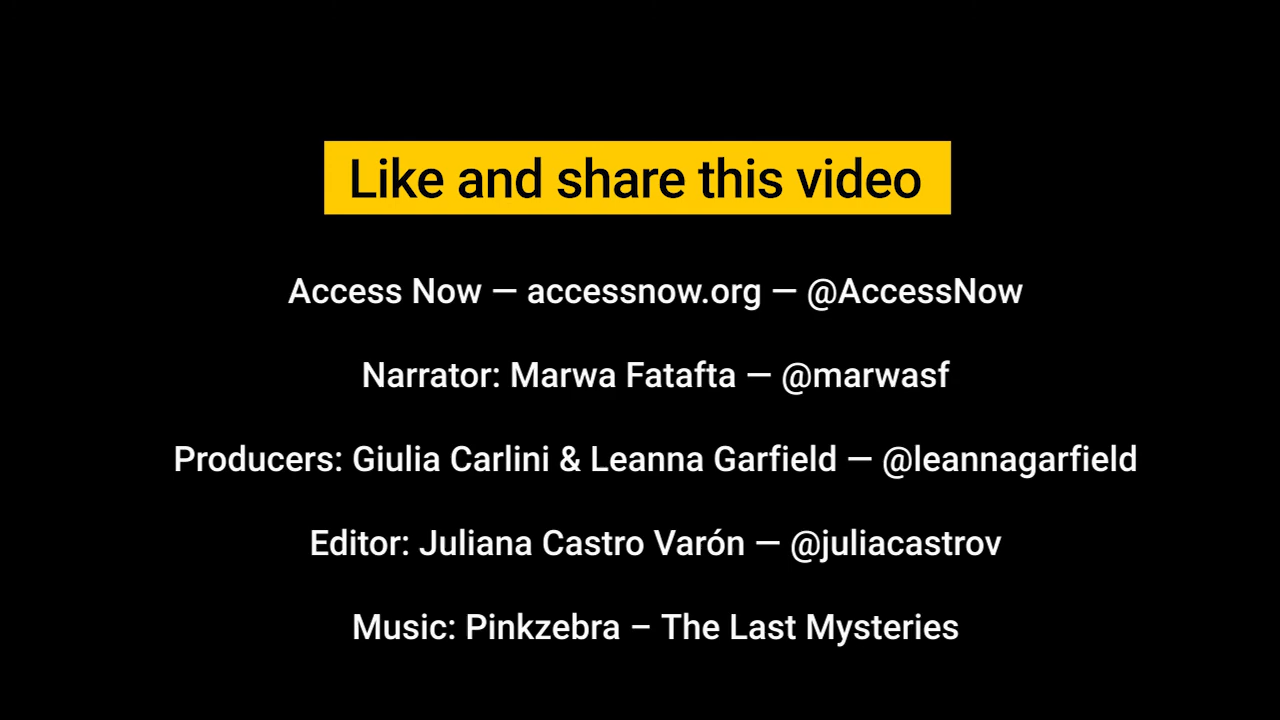 Like and share this video
Access Now — accessnow.org — @AccessNow
Narrator: Marwa Fatafta — @marwasf
Producers: Giulia Carlini & Leanna Garfield — @leannagarfield
Editor: Juliana Castro Varón — @juliacastrov
Music: Pinkzebra – The Last Mysteries